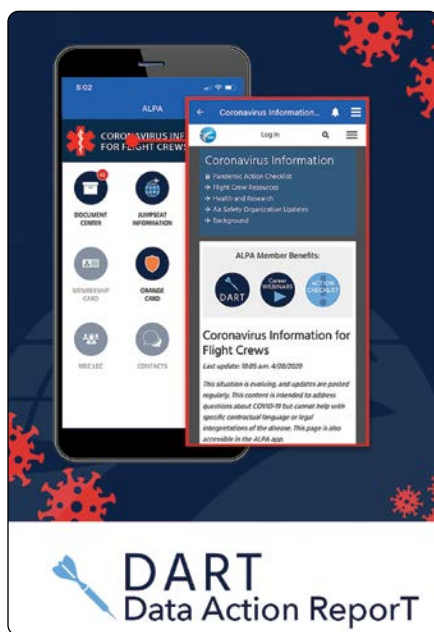 5:02
ALPA
CORONAVIRUS INF
FOR FLIGHT CREWS
DOCUMENT
CENTER
JUMPSEAT
INFORMATION
MEMBERSHIP
CARD
ORANGE
CARD
MEC LEC
CONTACTS
Coronavirus Information...
Log In
Coronavirus Information
Pandemic Action Checklist
Flight Crew Resources
Health and Research
Air Safety Organization Updates
Background
ALPA Member Benefits:
DART
Career
WEBINARS
ACTION
CHECKLIST
Coronavirus Information for
Flight Crews
Last update: 10:05 a.m. 4/20/2020
This situation is evolving, and updates are posted
regularly. This content is intended to address
questions about COVID-19 but cannot help with
specific contractual language or legal
interpretations of the disease. This page is also
accessible in the ALPA app.
DART
Data Action ReporT